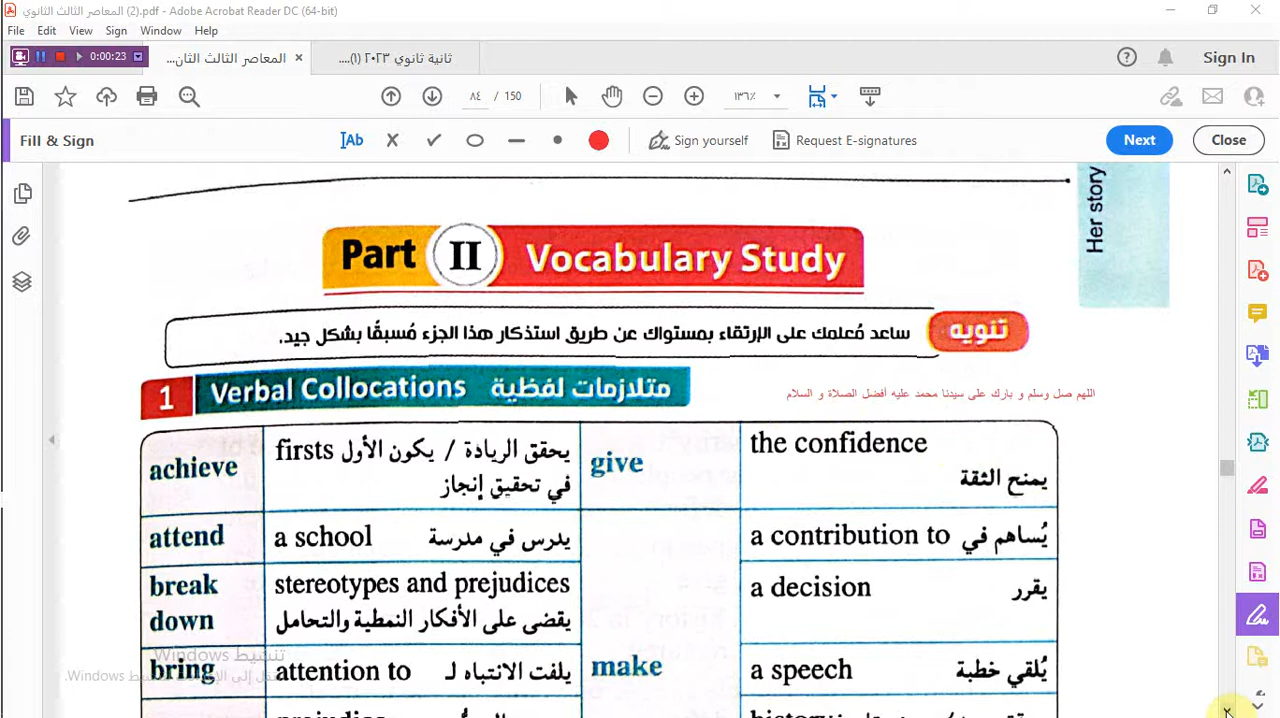 المعاصر الثالث الثانوي (2).pdf - Adobe Acrobat Reader DC (64-bit)
File Edit View Sign Window Help
0:00:23 المعاصر الثالث الثان... × ثانية ثانوي ٢٠٢٣ (١)....
Sign In
٨٤ / 150 ١٣٦٪
Fill & Sign Ab Sign yourself Request E-signatures Next Close
Her story
Part II Vocabulary Study
تنويه ساعد مُعلمك على الإرتقاء بمستواك عن طريق استذكار هذا الجزء مُسبقًا بشكل جيد.
1 Verbal Collocations متلازمات لفظية
اللهم صل وسلم و بارك على سيدنا محمد عليه أفضل الصلاة و السلام
achieve firsts يحقق الريادة / يكون الأول
في تحقيق إنجاز
give the confidence
يمنح الثقة
attend a school يدرس في مدرسة
a contribution to يُساهم في
break down stereotypes and prejudices
يقضى على الأفكار النمطية والتحامل
a decision يقرر
bring attention to يلفت الانتباه لـ
make a speech يُلقي خطبة
تنشيط Windows